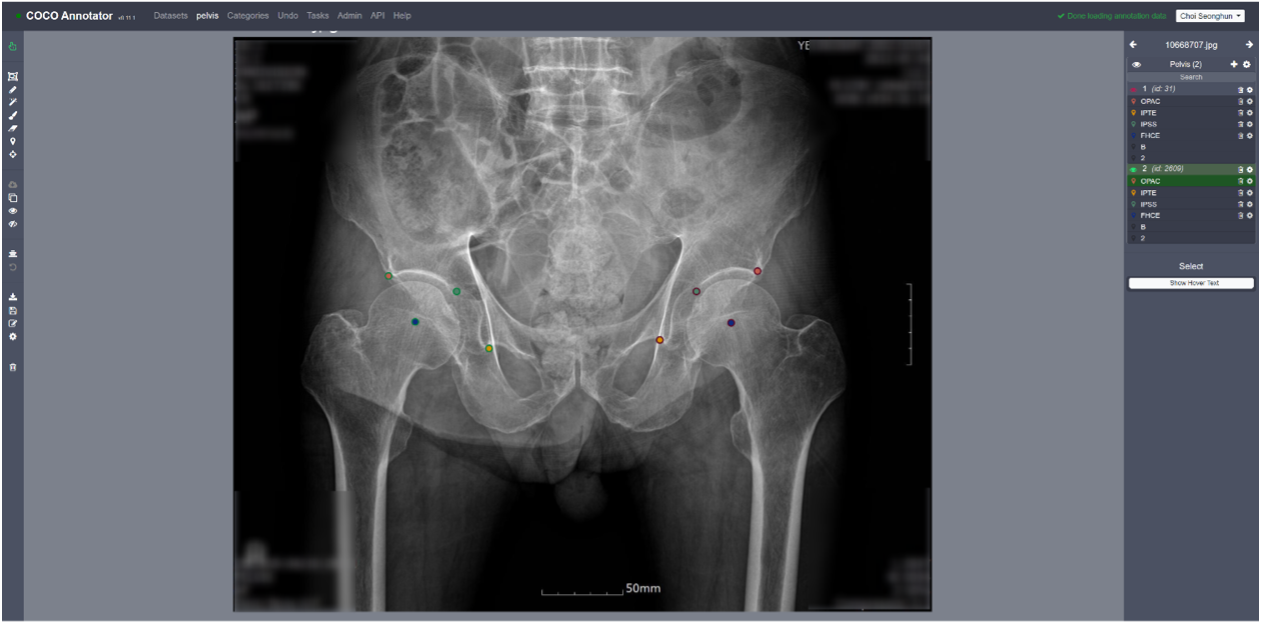 COCO Annotator v0.11.1 Datasets pelvis Categories Undo Tasks Admin API Help Done loading annotation data Choi Seonghun
10668707.jpg
Pelvis (2)
Search
1 (id: 31)
OPAC
IPTE
IPSS
FHCE
B
2
2 (id: 2609)
OPAC
IPTE
IPSS
FHCE
B
2
Select
Show Hover Text
YE
50mm